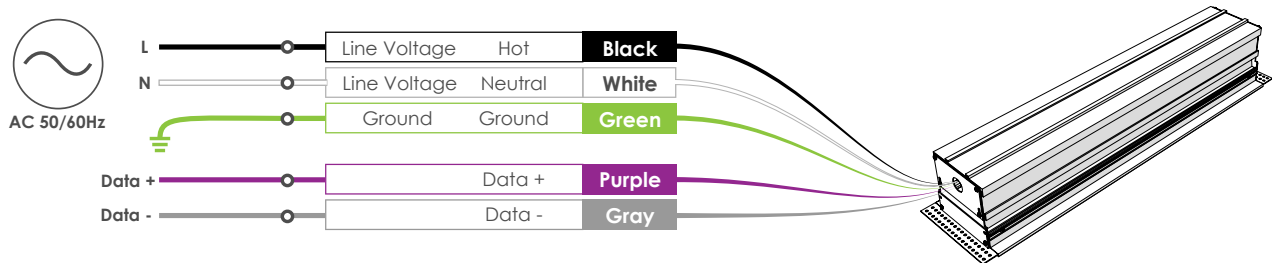 L Line Voltage Hot Black
N Line Voltage Neutral White
AC 50/60Hz Ground Ground Green
Data + Data + Purple
Data - Data - Gray